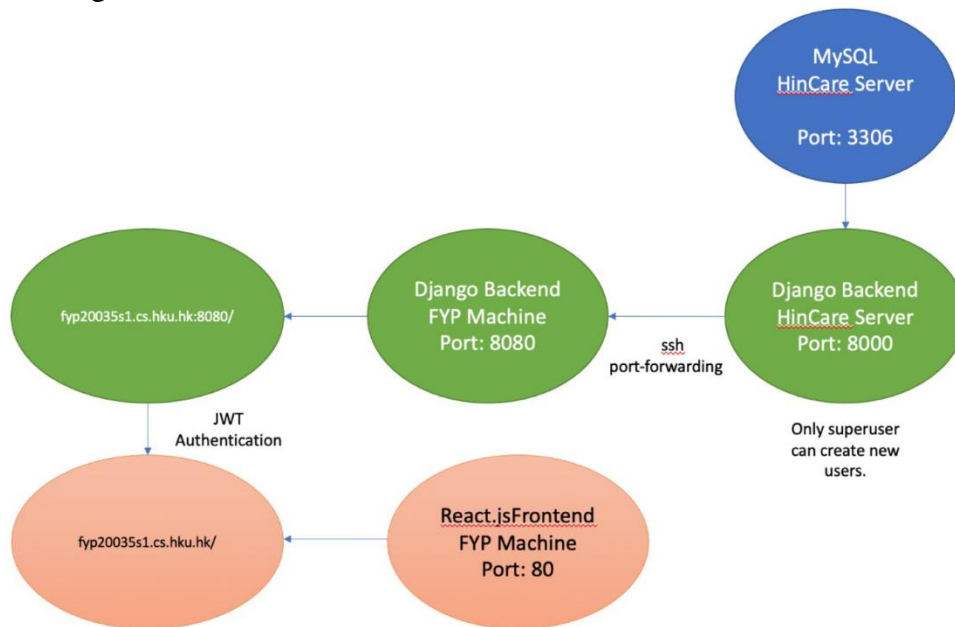 MySQL
HinCare Server
Port: 3306
fyp20035s1.cs.hku.hk:8080/
Django Backend
FYP Machine
Port: 8080
Django Backend
HinCare Server
Port: 8000
ssh
port-forwarding
JWT
Authentication
Only superuser
can create new
users.
fyp20035s1.cs.hku.hk/
React.jsFrontend
FYP Machine
Port: 80